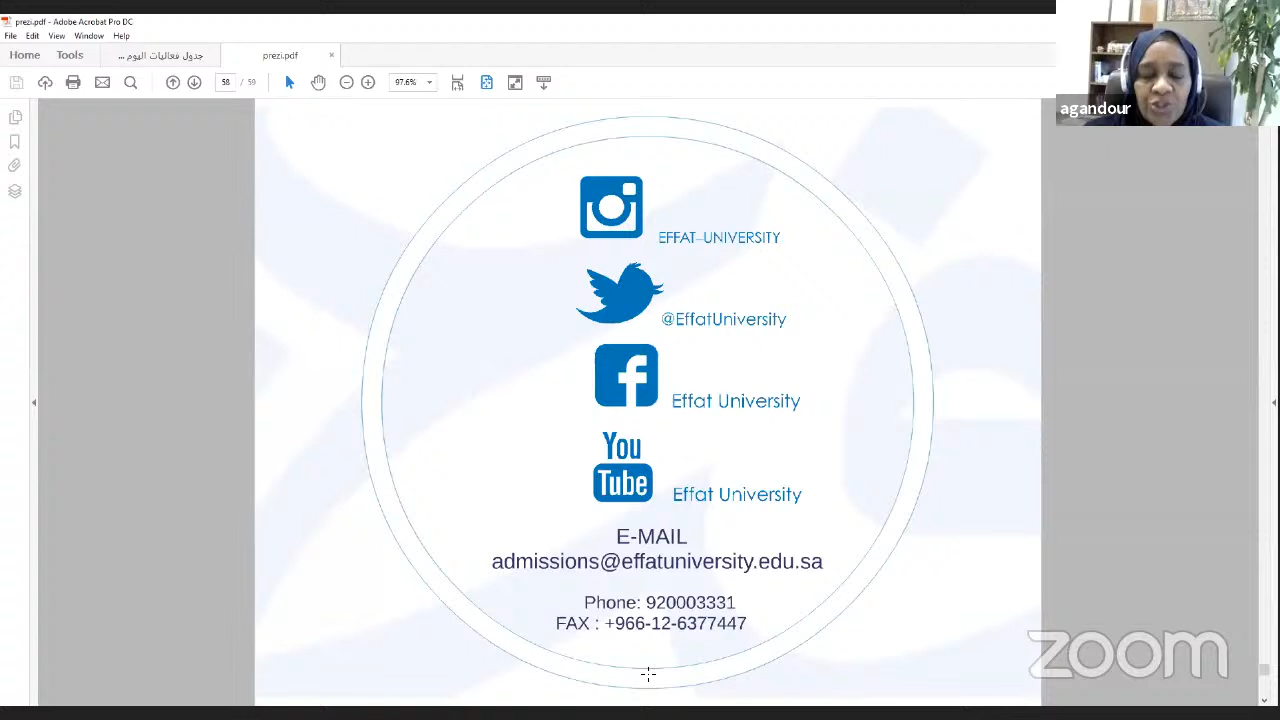 prezi.pdf - Adobe Acrobat Pro DC
File Edit View Window Help
Home Tools جدول فعاليات اليوم ... prezi.pdf ×
58 / 59 97.6%
agandour
EFFAT-UNIVERSITY
@EffatUniversity
Effat University
You
Tube
Effat University
E-MAIL
admissions@effatuniversity.edu.sa
Phone: 920003331
FAX : +966-12-6377447
zoom